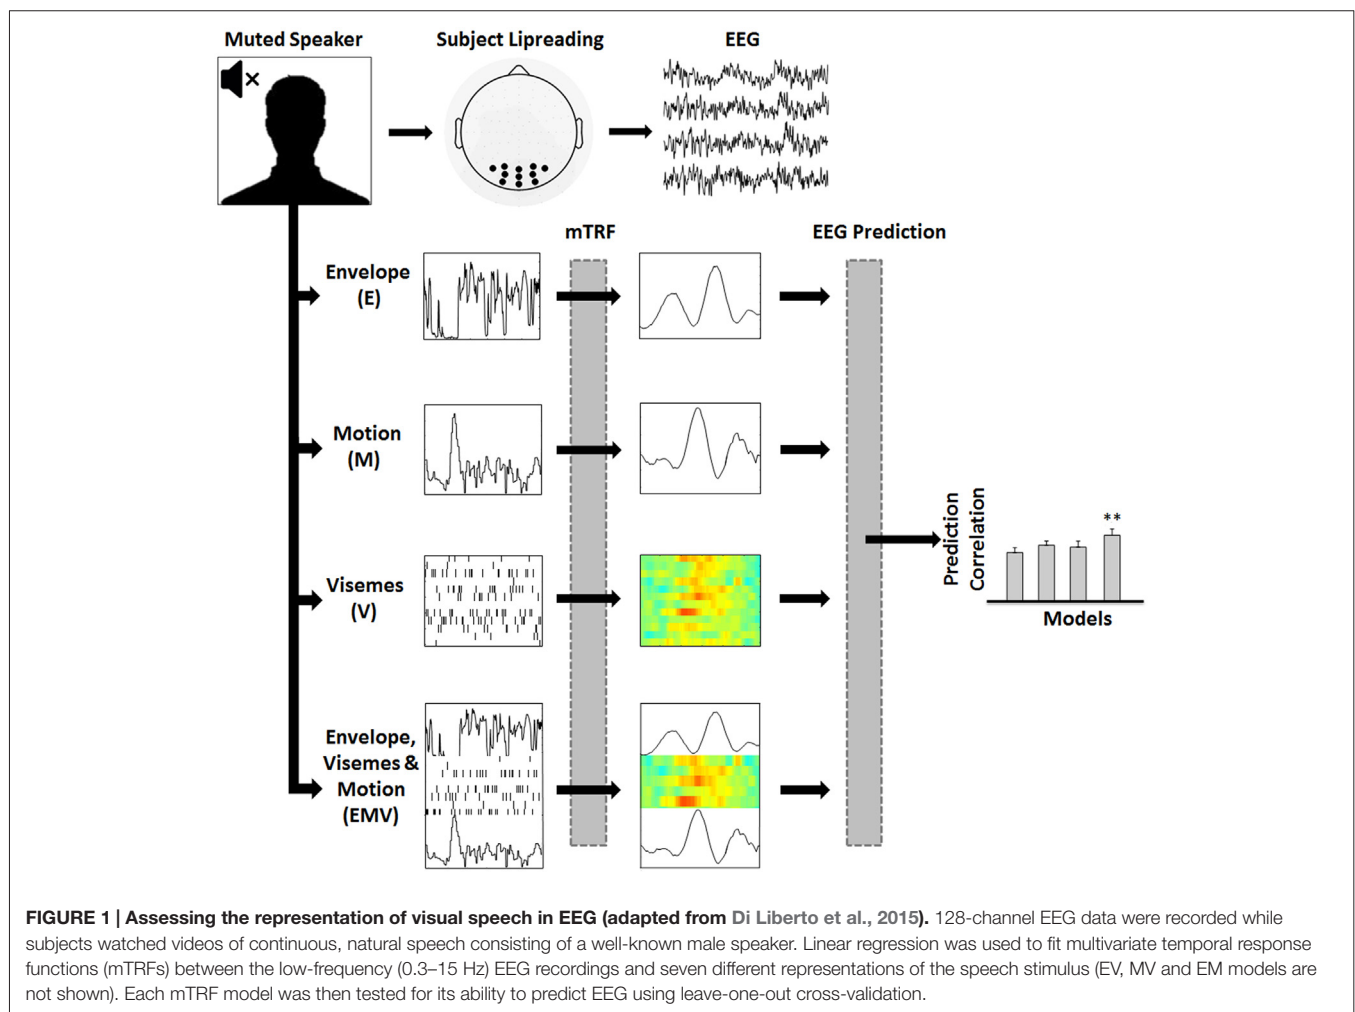 Muted Speaker
Subject Lipreading
EEG
mTRF
EEG Prediction
Envelope
(E)
Motion
(M)
Visemes
(V)
Envelope,
Visemes &
Motion
(EMV)
Prediction
Correlation
**
Models
FIGURE 1 | Assessing the representation of visual speech in EEG (adapted from Di Liberto et al., 2015). 128-channel EEG data were recorded while
subjects watched videos of continuous, natural speech consisting of a well-known male speaker. Linear regression was used to fit multivariate temporal response
functions (mTRFs) between the low-frequency (0.3–15 Hz) EEG recordings and seven different representations of the speech stimulus (EV, MV and EM models are
not shown). Each mTRF model was then tested for its ability to predict EEG using leave-one-out cross-validation.